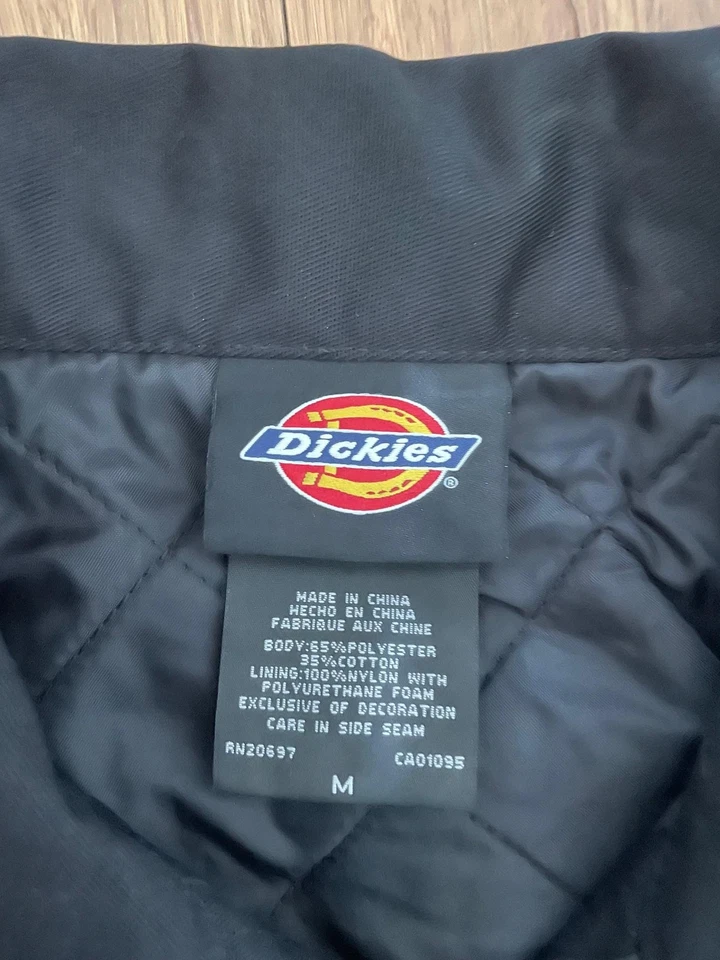 Dickies
®
MADE IN CHINA
HECHO EN CHINA
FABRIQUE AUX CHINE
BODY:65%POLYESTER
35%COTTON
LINING:100%NYLON WITH
POLYURETHANE FOAM
EXCLUSIVE OF DECORATION
CARE IN SIDE SEAM
RN20697 CA01095
M